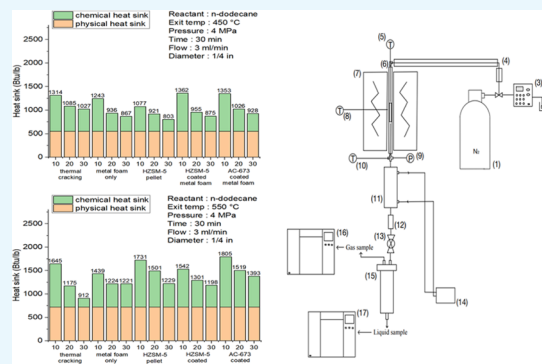 chemical heat sink
physical heat sink
Reactant : n-dodecane
Exit temp : 450 °C
Pressure : 4 MPa
Time : 30 min
Flow : 3 ml/min
Diameter : 1/4 in
Heat sink (Btu/lb)
2500
2000
1500
1000
500
0
1314 1085 1027 1243 936 867 1077 921 803 1362 955 875 1353 1026 928
10 20 30 10 20 30 10 20 30 10 20 30 10 20 30
thermal cracking
metal foam only
HZSM-5 pellet
HZSM-5 coated metal foam
AC-673 coated metal foam
chemical heat sink
physical heat sink
Reactant : n-dodecane
Exit temp : 550 °C
Pressure : 4 MPa
Time : 30 min
Flow : 3 ml/min
Diameter : 1/4 in
Heat sink (Btu/lb)
2500
2000
1500
1000
500
0
1645 1175 912 1439 1224 1221 1731 1501 1229 1542 1301 1198 1805 1519 1393
10 20 30 10 20 30 10 20 30 10 20 30 10 20 30
thermal cracking
metal foam only
HZSM-5 pellet
HZSM-5 coated
AC-673 coated metal foam
(5)
T
(6)
(4)
(7)
(3)
T
(8)
N₂
(1)
T
(10)
P
(9)
(11)
(12)
(13)
(16)
Gas sample
(15)
(14)
(17)
Liquid sample